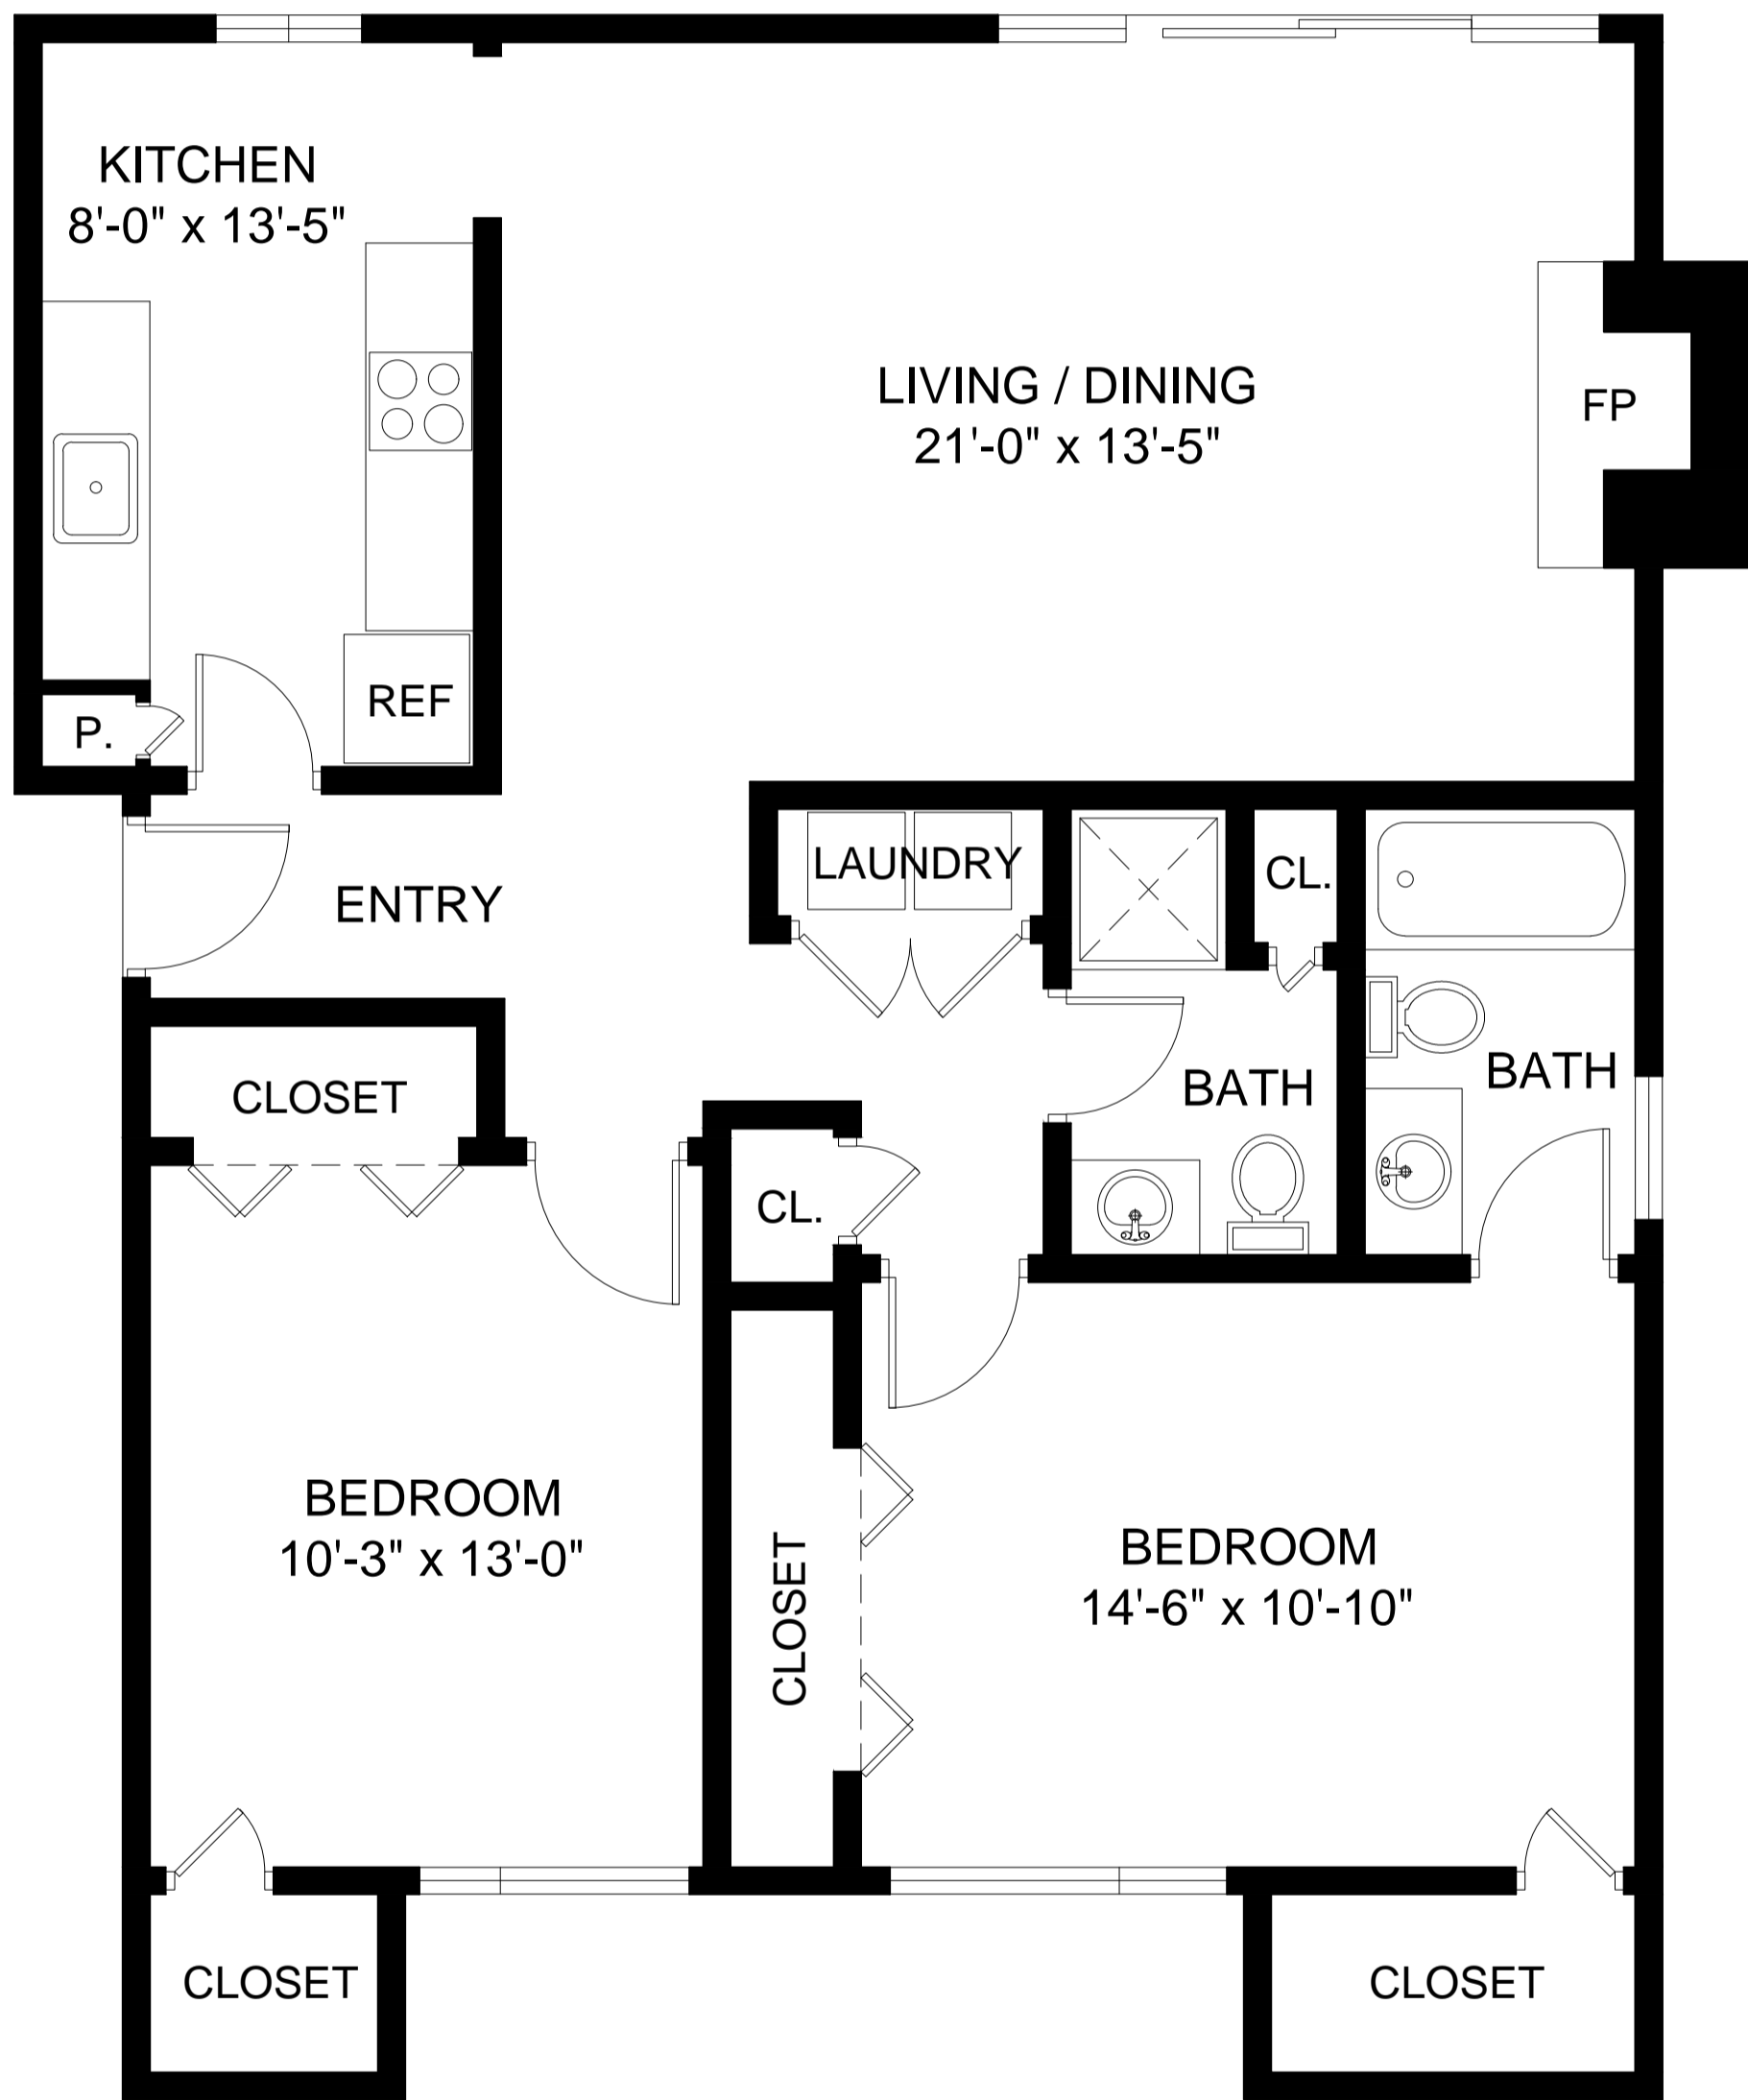 KITCHEN
8'-0" x 13'-5"
LIVING / DINING
21'-0" x 13'-5"
FP
REF
P.
LAUNDRY
CL.
ENTRY
BATH
BATH
CLOSET
CL.
BEDROOM
10'-3" x 13'-0"
CLOSET
BEDROOM
14'-6" x 10'-10"
CLOSET
CLOSET